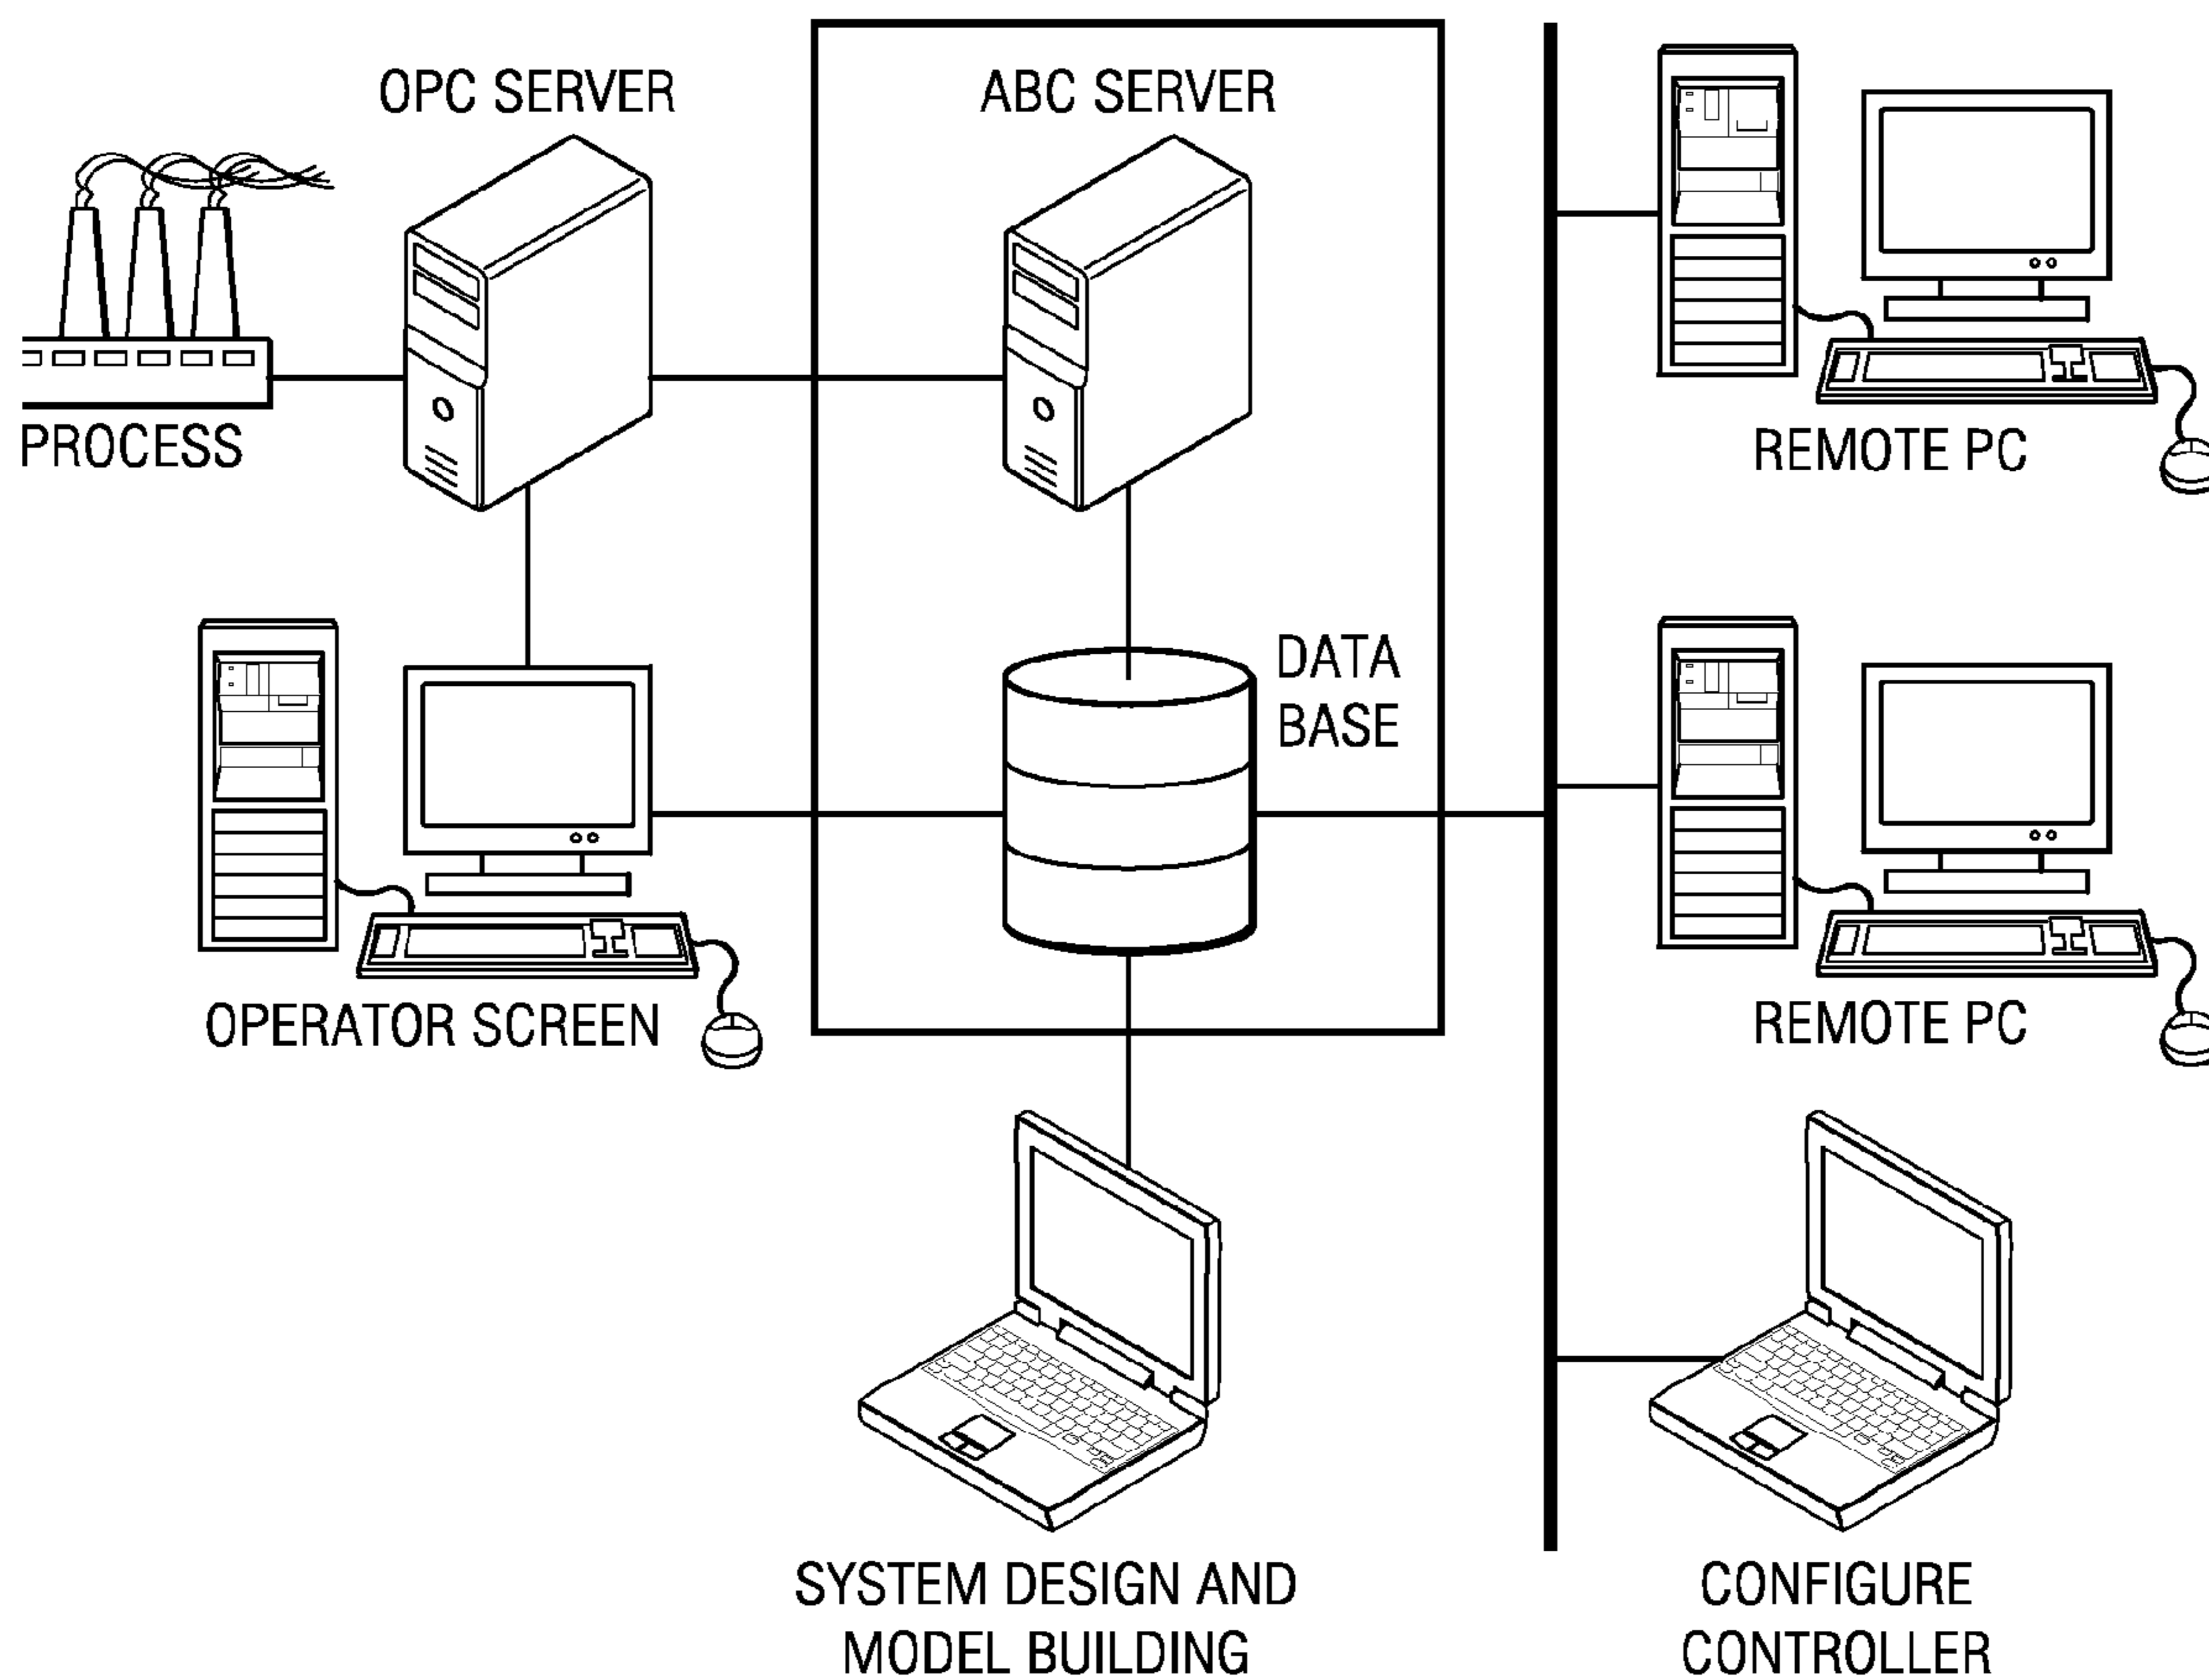 OPC SERVER
ABC SERVER
PROCESS
REMOTE PC
DATA
BASE
OPERATOR SCREEN
REMOTE PC
SYSTEM DESIGN AND
MODEL BUILDING
CONFIGURE
CONTROLLER